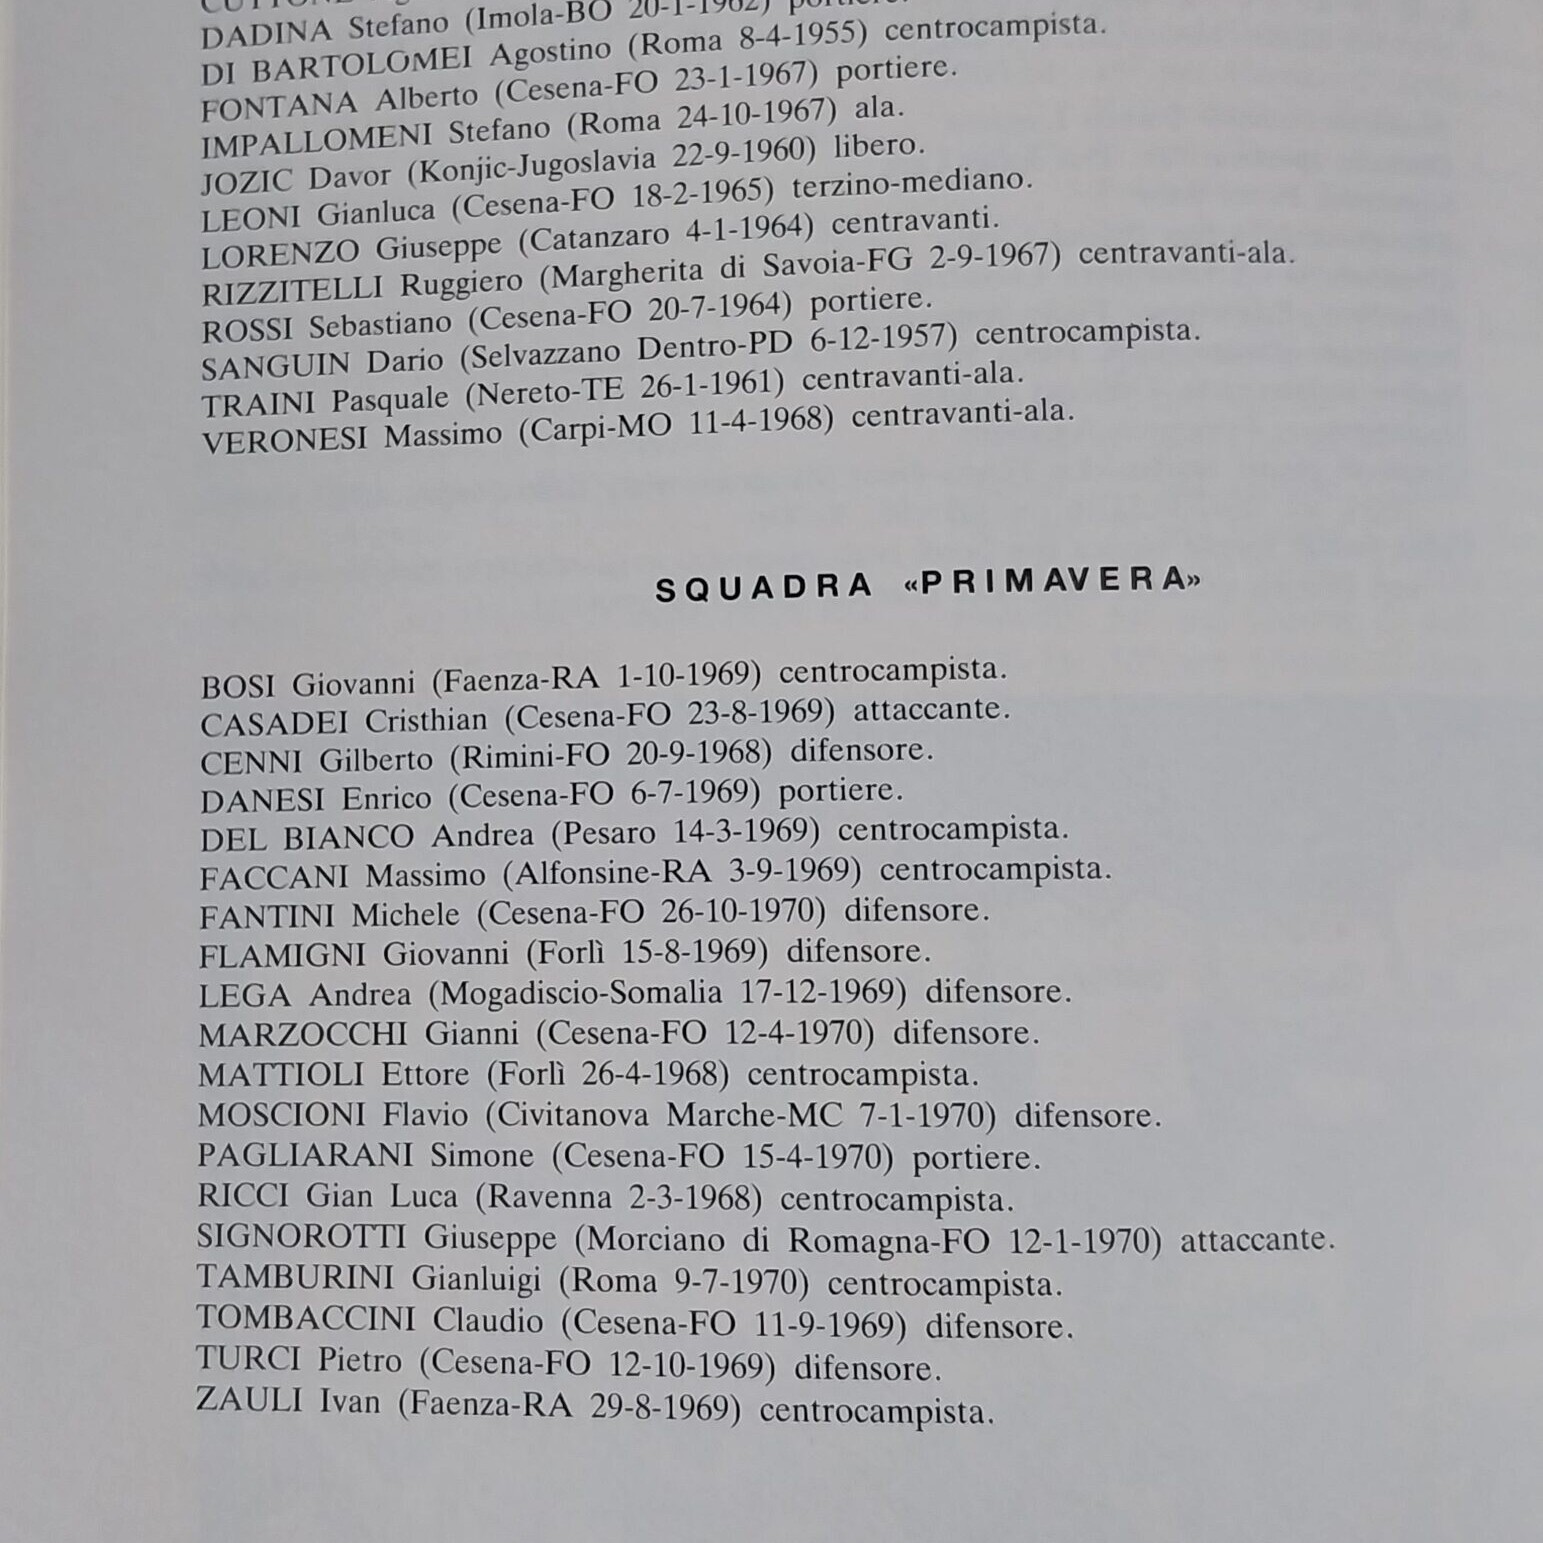 DADINA Stefano (Imola-BO 20-1-1962) portiere.
DI BARTOLOMEI Agostino (Roma 8-4-1955) centrocampista.
FONTANA Alberto (Cesena-FO 23-1-1967) portiere.
IMPALLOMENI Stefano (Roma 24-10-1967) ala.
JOZIC Davor (Konjic-Jugoslavia 22-9-1960) libero.
LEONI Gianluca (Cesena-FO 18-2-1965) terzino-mediano.
LORENZO Giuseppe (Catanzaro 4-1-1964) centravanti.
RIZZITELLI Ruggiero (Margherita di Savoia-FG 2-9-1967) centravanti-ala.
ROSSI Sebastiano (Cesena-FO 20-7-1964) portiere.
SANGUIN Dario (Selvazzano Dentro-PD 6-12-1957) centrocampista.
TRAINI Pasquale (Nereto-TE 26-1-1961) centravanti-ala.
VERONESI Massimo (Carpi-MO 11-4-1968) centravanti-ala.
SQUADRA «PRIMAVERA»
BOSI Giovanni (Faenza-RA 1-10-1969) centrocampista.
CASADEI Cristhian (Cesena-FO 23-8-1969) attaccante.
CENNI Gilberto (Rimini-FO 20-9-1968) difensore.
DANESI Enrico (Cesena-FO 6-7-1969) portiere.
DEL BIANCO Andrea (Pesaro 14-3-1969) centrocampista.
FACCANI Massimo (Alfonsine-RA 3-9-1969) centrocampista.
FANTINI Michele (Cesena-FO 26-10-1970) difensore.
FLAMIGNI Giovanni (Forlì 15-8-1969) difensore.
LEGA Andrea (Mogadiscio-Somalia 17-12-1969) difensore.
MARZOCCHI Gianni (Cesena-FO 12-4-1970) difensore.
MATTIOLI Ettore (Forlì 26-4-1968) centrocampista.
MOSCIONI Flavio (Civitanova Marche-MC 7-1-1970) difensore.
PAGLIARANI Simone (Cesena-FO 15-4-1970) portiere.
RICCI Gian Luca (Ravenna 2-3-1968) centrocampista.
SIGNOROTTI Giuseppe (Morciano di Romagna-FO 12-1-1970) attaccante.
TAMBURINI Gianluigi (Roma 9-7-1970) centrocampista.
TOMBACCINI Claudio (Cesena-FO 11-9-1969) difensore.
TURCI Pietro (Cesena-FO 12-10-1969) difensore.
ZAULI Ivan (Faenza-RA 29-8-1969) centrocampista.